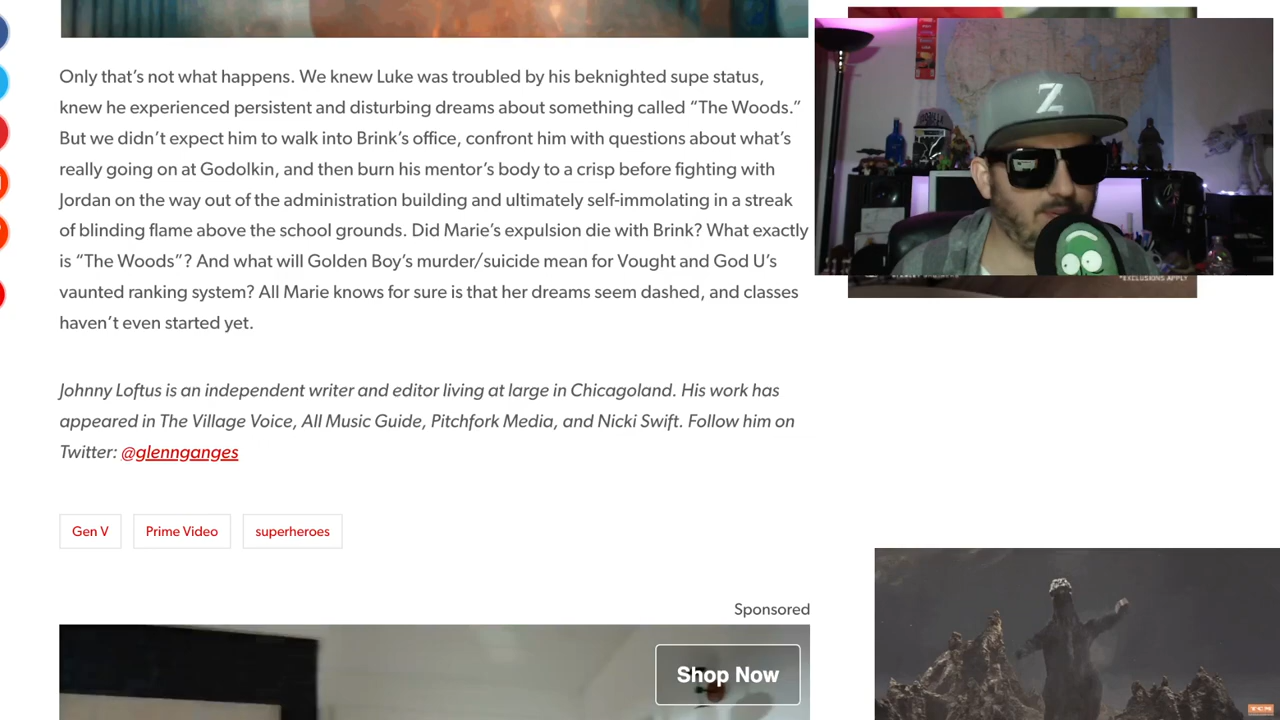 Only that’s not what happens. We knew Luke was troubled by his beknighted supe status,
knew he experienced persistent and disturbing dreams about something called “The Woods.”
But we didn’t expect him to walk into Brink’s office, confront him with questions about what’s
really going on at Godolkin, and then burn his mentor’s body to a crisp before fighting with
Jordan on the way out of the administration building and ultimately self-immolating in a streak
of blinding flame above the school grounds. Did Marie’s expulsion die with Brink? What exactly
is “The Woods”? And what will Golden Boy’s murder/suicide mean for Vought and God U’s
vaunted ranking system? All Marie knows for sure is that her dreams seem dashed, and classes
haven’t even started yet.
Z
*EXCLUSIONS APPLY
Johnny Loftus is an independent writer and editor living at large in Chicagoland. His work has
appeared in The Village Voice, All Music Guide, Pitchfork Media, and Nicki Swift. Follow him on
Twitter: @glennganges
Gen V
Prime Video
superheroes
Sponsored
Shop Now
TCM